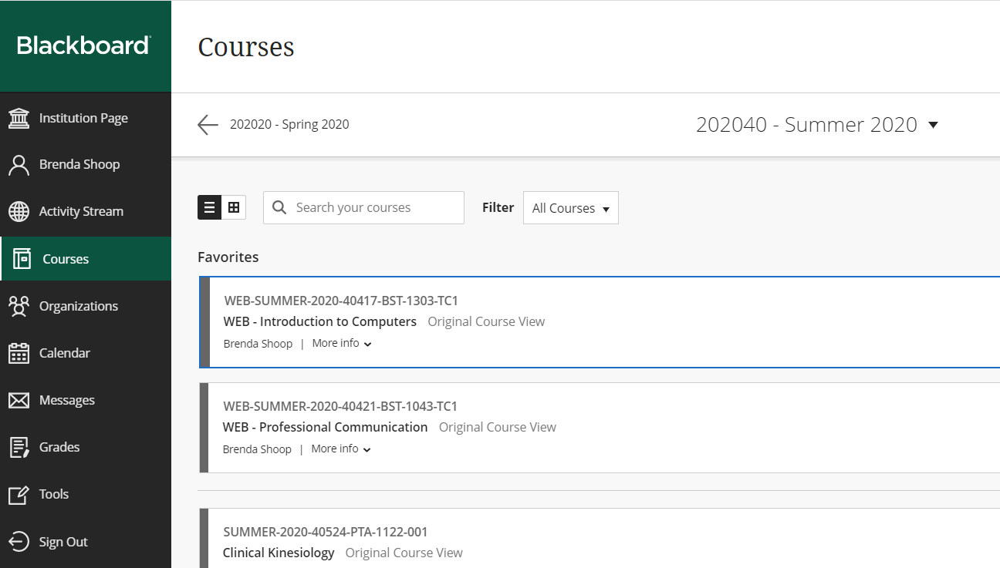 Blackboard
Institution Page
Brenda Shoop
Activity Stream
Courses
Organizations
Calendar
Messages
Grades
Tools
Sign Out
Courses
202020 - Spring 2020
202040 - Summer 2020
Search your courses
Filter
All Courses
Favorites
WEB-SUMMER-2020-40417-BST-1303-TC1
WEB - Introduction to Computers Original Course View
Brenda Shoop | More info
WEB-SUMMER-2020-40421-BST-1043-TC1
WEB - Professional Communication Original Course View
Brenda Shoop | More info
SUMMER-2020-40524-PTA-1122-001
Clinical Kinesiology Original Course View